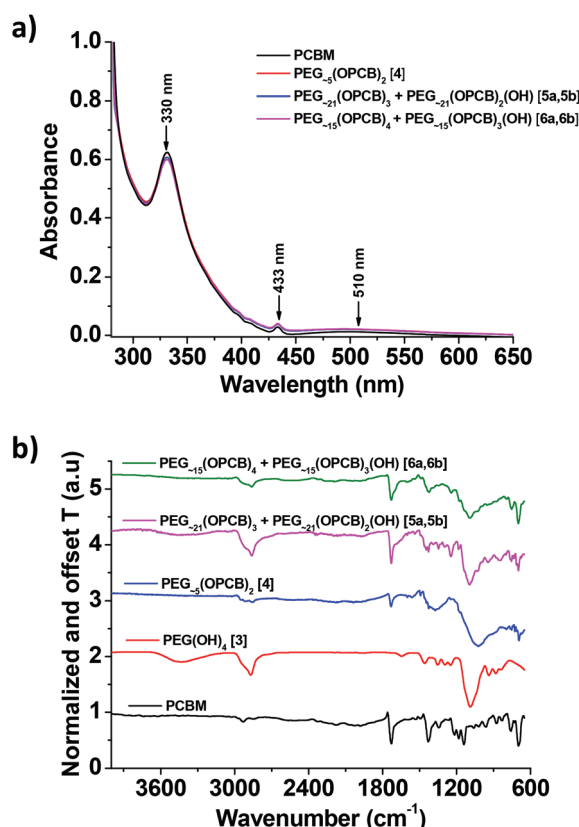 a)
PCBM
PEG~5(OPCB)2 [4]
PEG~21(OPCB)3 + PEG~21(OPCB)2(OH) [5a,5b]
PEG~15(OPCB)4 + PEG~15(OPCB)3(OH) [6a,6b]
330 nm
433 nm
510 nm
Absorbance
1.0
0.8
0.6
0.4
0.2
0.0
300 350 400 450 500 550 600 650
Wavelength (nm)
b)
PEG~15(OPCB)4 + PEG~15(OPCB)3(OH) [6a,6b]
PEG~21(OPCB)3 + PEG~21(OPCB)2(OH) [5a,5b]
PEG~5(OPCB)2 [4]
PEG(OH)4 [3]
PCBM
Normalized and offset T (a.u)
5
4
3
2
1
0
3600 3000 2400 1800 1200 600
Wavenumber (cm-1)